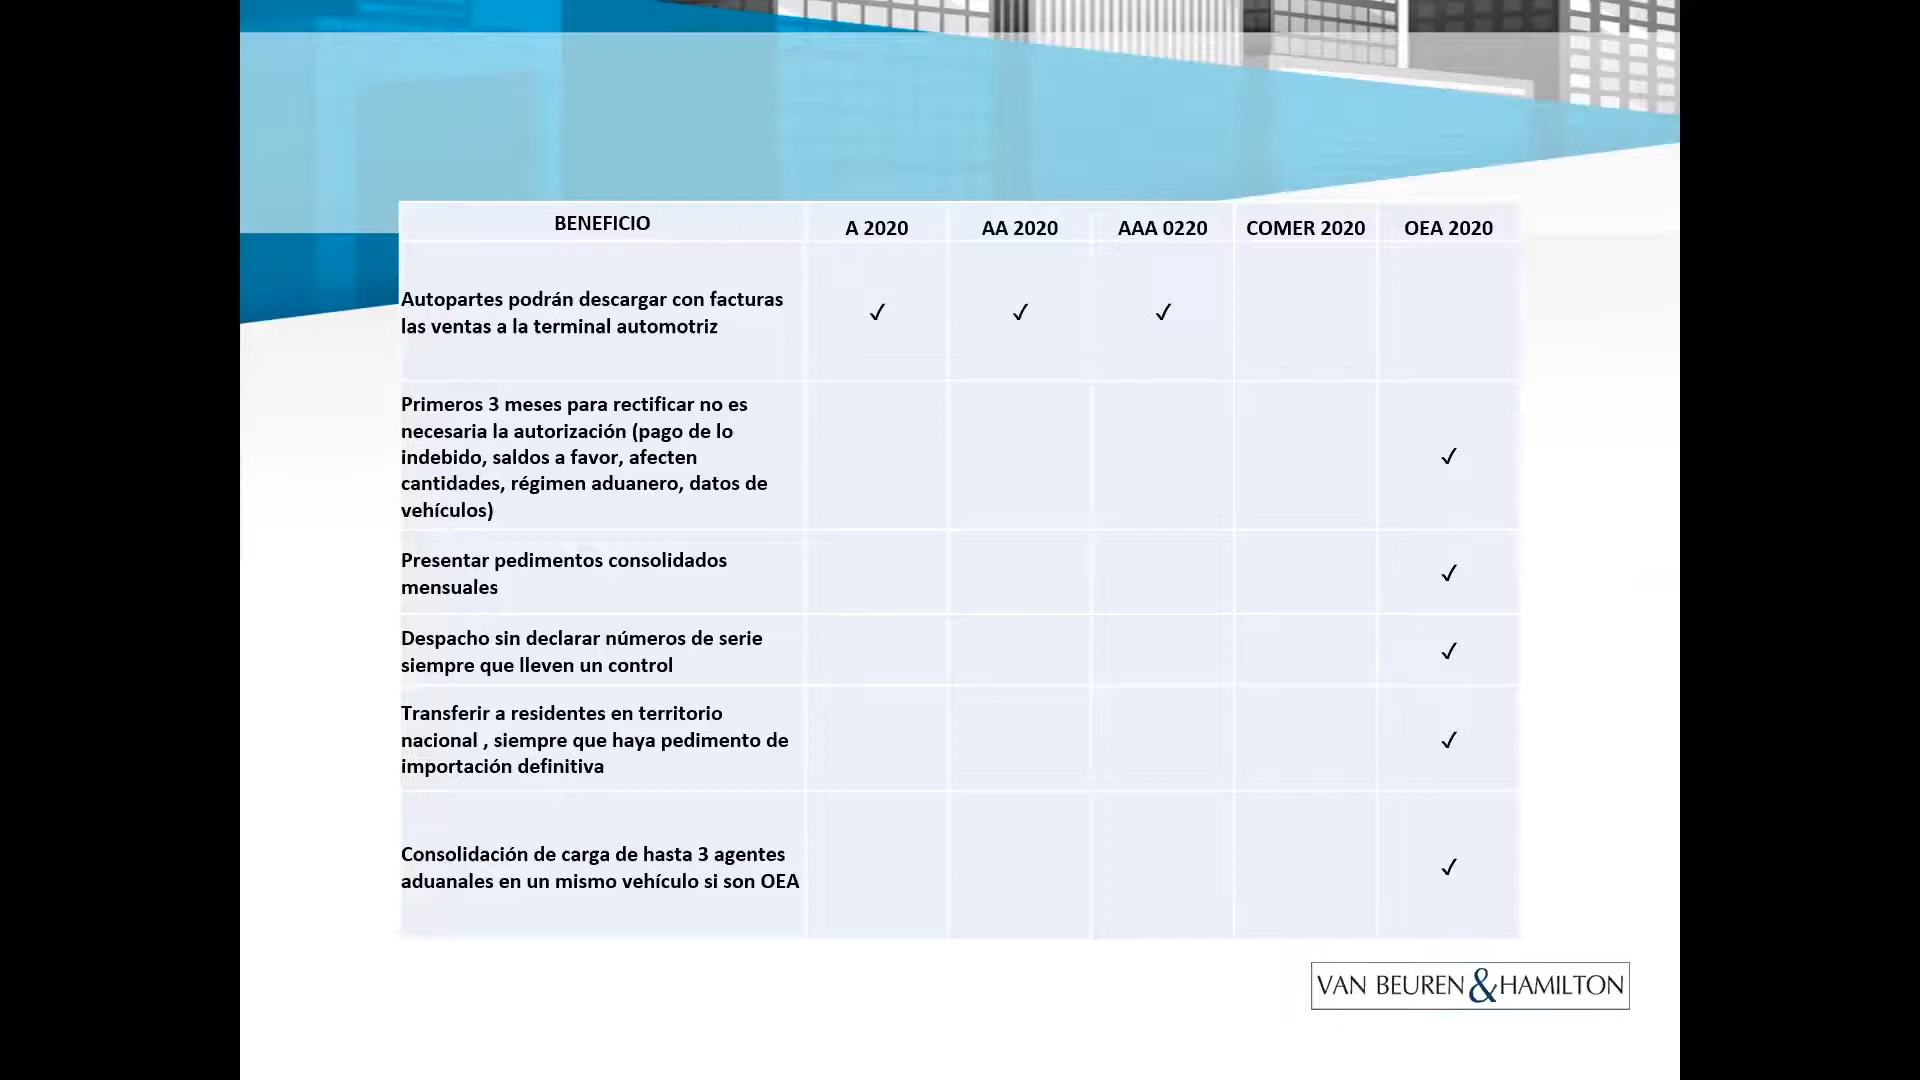 BENEFICIO A 2020 AA 2020 AAA 0220 COMER 2020 OEA 2020
Autopartes podrán descargar con facturas
las ventas a la terminal automotriz ✓ ✓ ✓
Primeros 3 meses para rectificar no es
necesaria la autorización (pago de lo
indebido, saldos a favor, afecten ✓
cantidades, régimen aduanero, datos de
vehículos)
Presentar pedimentos consolidados
mensuales ✓
Despacho sin declarar números de serie
siempre que lleven un control ✓
Transferir a residentes en territorio
nacional , siempre que haya pedimento de ✓
importación definitiva
Consolidación de carga de hasta 3 agentes
aduanales en un mismo vehículo si son OEA ✓
VAN BEUREN & HAMILTON